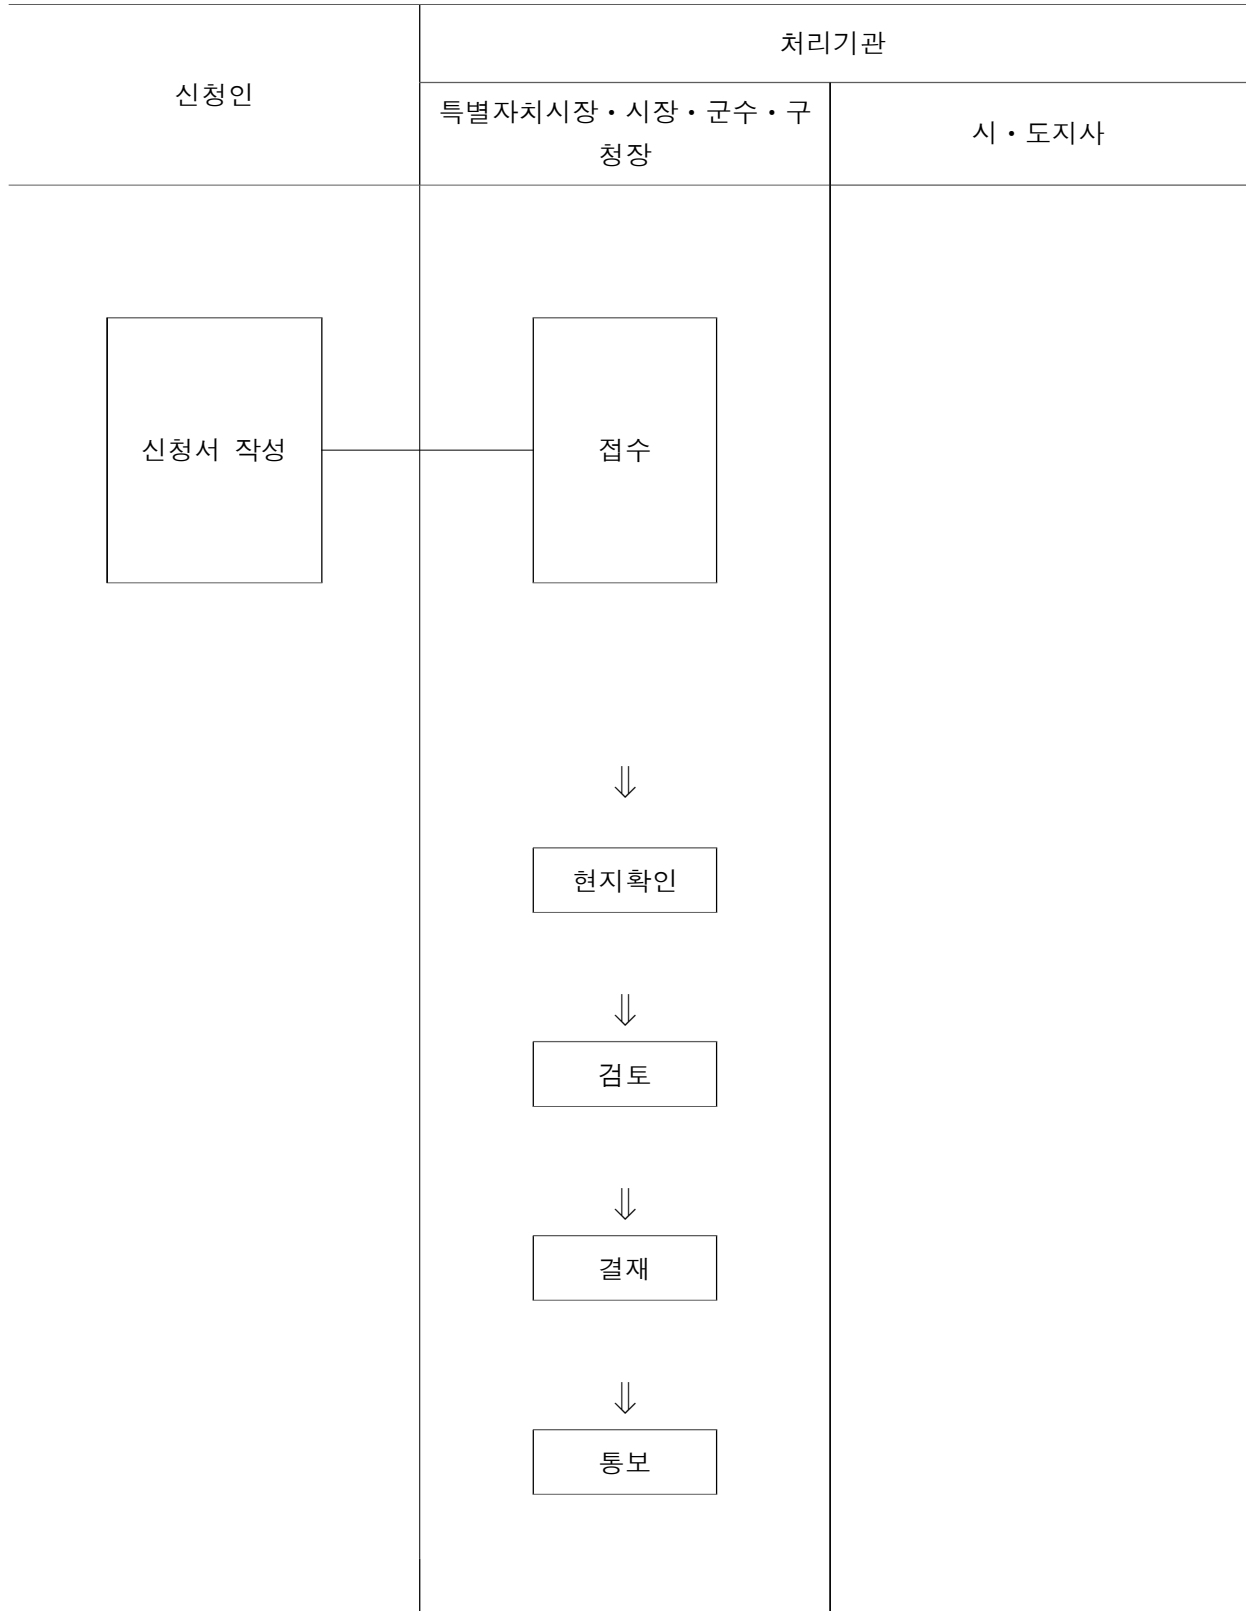 신청인
처리기관
특별자치시장・시장・군수・구
청장
시・도지사
신청서 작성
접수
⇓
현지확인
⇓
검토
⇓
결재
⇓
통보